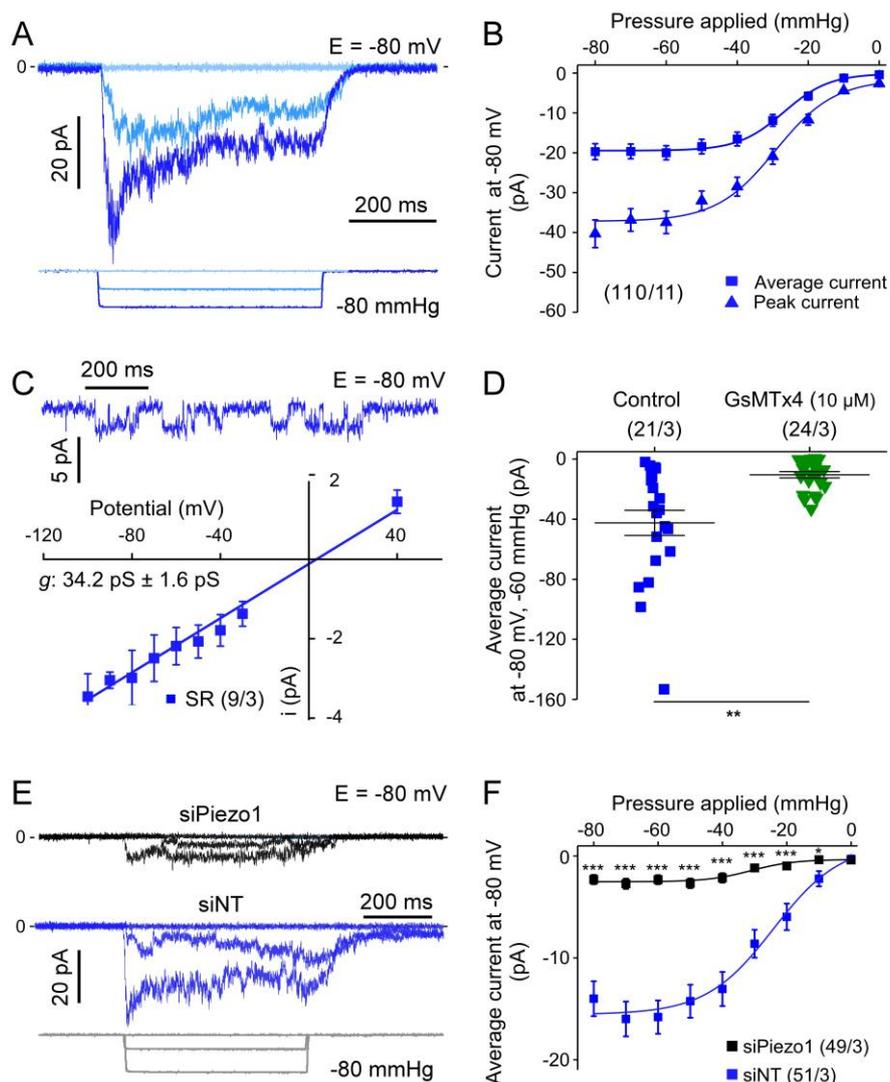 A
E = -80 mV
0
20 pA
200 ms
-80 mmHg
B
Pressure applied (mmHg)
-80 -60 -40 -20 0
0
-10
-20
-30
-40
-50
-60
Current at -80 mV
(pA)
(110/11)
Average current
Peak current
C
200 ms
E = -80 mV
5 pA
Potential (mV)
-120 -80 -40 40
2
-2
-4
g: 34.2 pS ± 1.6 pS
i (pA)
SR (9/3)
D
Control
(21/3)
GsMTx4 (10 µM)
(24/3)
0
-40
-80
-120
-160
Average current
at -80 mV, -60 mmHg (pA)
**
E
E = -80 mV
siPiezo1
0
siNT
200 ms
0
20 pA
-80 mmHg
F
Pressure applied (mmHg)
-80 -60 -40 -20 0
0
-10
-20
*** *** *** *** *** *** *** *
Average current at -80 mV
(pA)
siPiezo1 (49/3)
siNT (51/3)